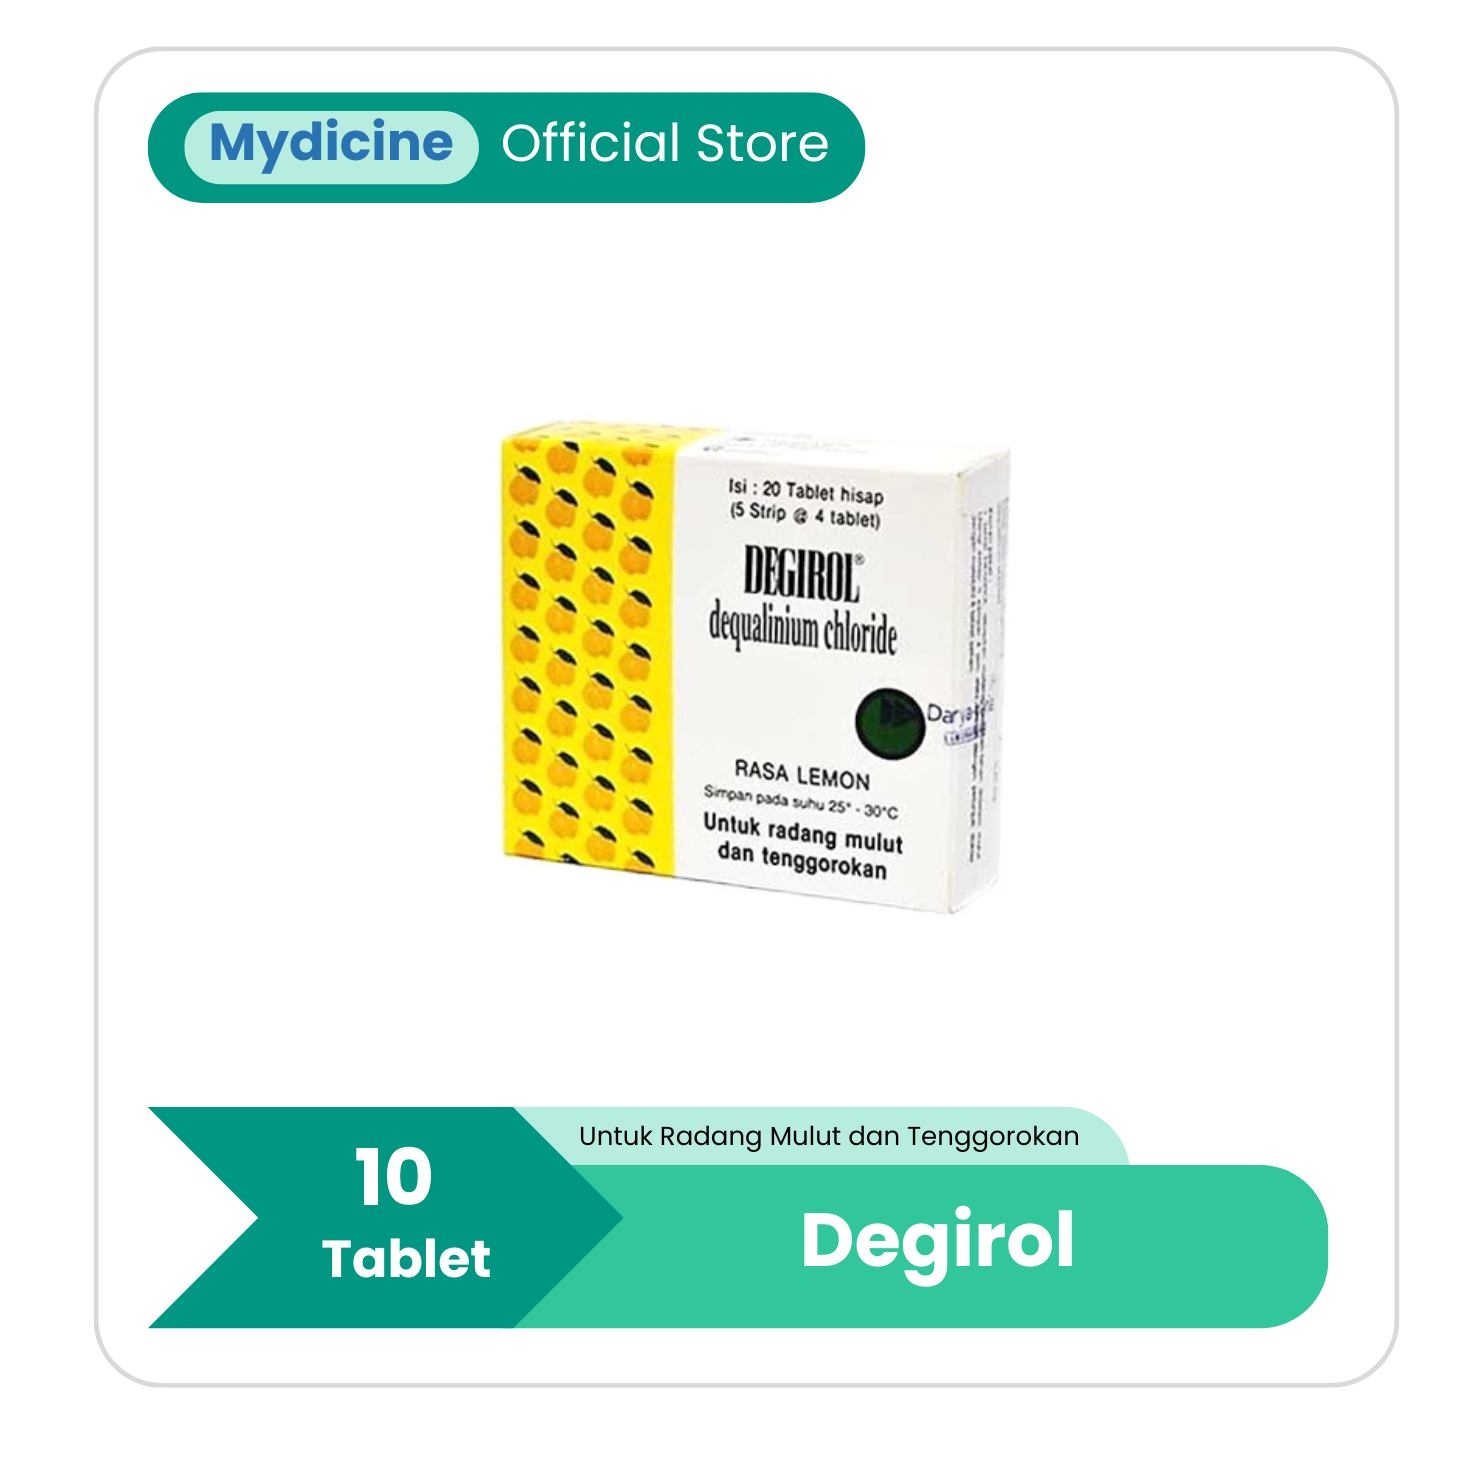 Mydicine Official Store
Isi : 20 Tablet hisap
(5 Strip @ 4 tablet)
DEGIROL®
dequalinium chloride
RASA LEMON
Simpan pada suhu 25° - 30°C
Untuk radang mulut
dan tenggorokan
10
Tablet
Untuk Radang Mulut dan Tenggorokan
Degirol